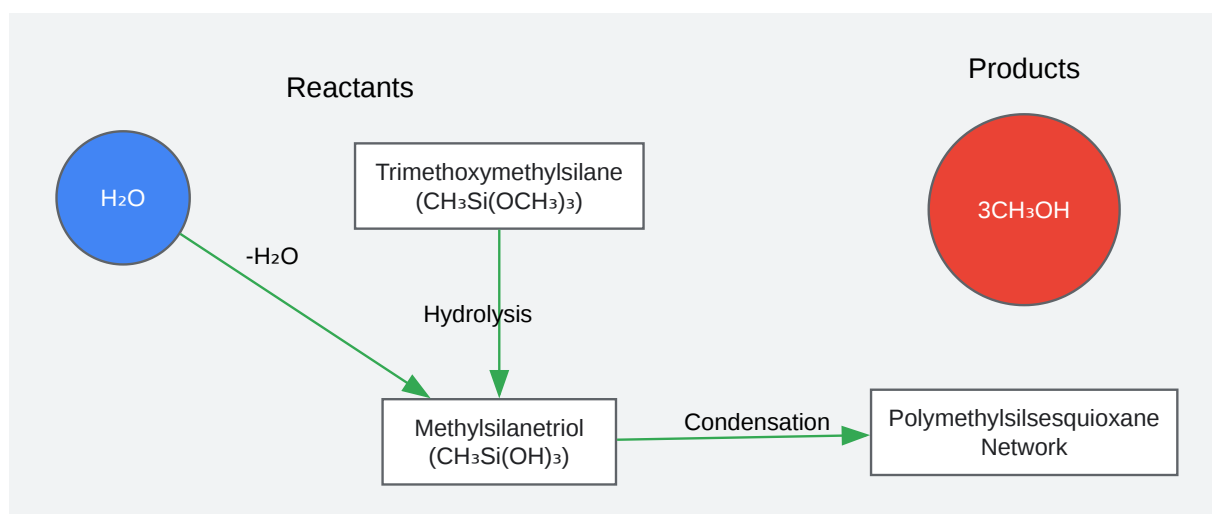 Reactants
Products
H₂O
Trimethoxymethylsilane
(CH₃Si(OCH₃)₃)
3CH₃OH
-H₂O
Hydrolysis
Methylsilanetriol
(CH₃Si(OH)₃)
Condensation
Polymethylsilsesquioxane
Network